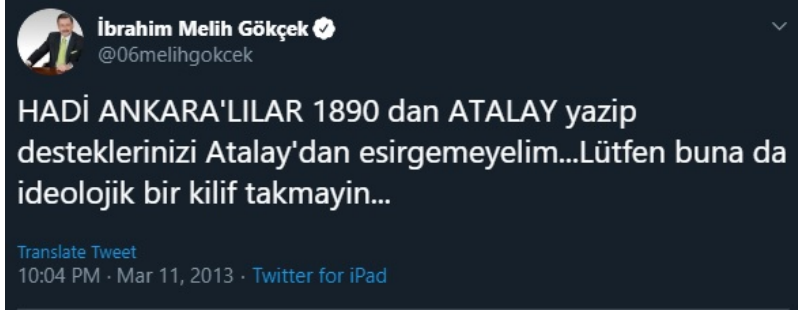 İbrahim Melih Gökçek
@06melihgokcek
HADİ ANKARA'LILAR 1890 dan ATALAY yazip
desteklerinizi Atalay'dan esirgemeyelim...Lütfen buna da
ideolojik bir kilif takmayin...
Translate Tweet
10:04 PM · Mar 11, 2013 · Twitter for iPad